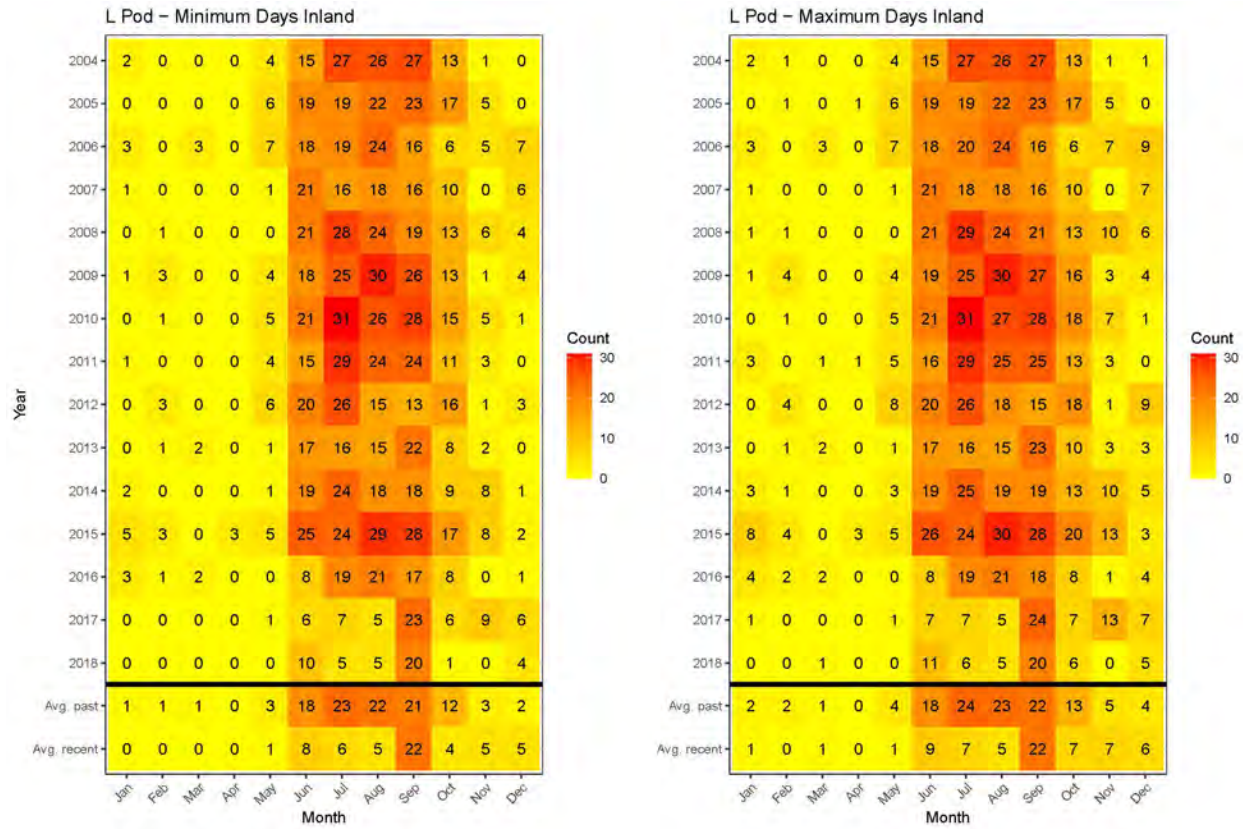 L Pod − Minimum Days Inland
2004 2 0 0 0 4 15 27 26 27 13 1 0
2005 0 0 0 0 6 19 19 22 23 17 5 0
2006 3 0 3 0 7 18 19 24 16 6 5 7
2007 1 0 0 0 1 21 16 18 16 10 0 6
2008 0 1 0 0 0 21 28 24 19 13 6 4
2009 1 3 0 0 4 18 25 30 26 13 1 4
2010 0 1 0 0 5 21 31 26 28 15 5 1
2011 1 0 0 0 4 15 29 24 24 11 3 0
2012 0 3 0 0 6 20 26 15 13 16 1 3
2013 0 1 2 0 1 17 16 15 22 8 2 0
2014 2 0 0 0 1 19 24 18 18 9 8 1
2015 5 3 0 3 5 25 24 29 28 17 8 2
2016 3 1 2 0 0 8 19 21 17 8 0 1
2017 0 0 0 0 1 6 7 5 23 6 9 6
2018 0 0 0 0 0 10 5 5 20 1 0 4
Avg. past 1 1 1 0 3 18 23 22 21 12 3 2
Avg. recent 0 0 0 0 1 8 6 5 22 4 5 5
Jan Feb Mar Apr May Jun Jul Aug Sep Oct Nov Dec
Month
Year
Count
30
20
10
0
L Pod − Maximum Days Inland
2004 2 1 0 0 4 15 27 26 27 13 1 1
2005 0 1 0 1 6 19 19 22 23 17 5 0
2006 3 0 3 0 7 18 20 24 16 6 7 9
2007 1 0 0 0 1 21 18 18 16 10 0 7
2008 1 1 0 0 0 21 29 24 21 13 10 6
2009 1 4 0 0 4 19 25 30 27 16 3 4
2010 0 1 0 0 5 21 31 27 28 18 7 1
2011 3 0 1 1 5 16 29 25 25 13 3 0
2012 0 4 0 0 8 20 26 18 15 18 1 9
2013 0 1 2 0 1 17 16 15 23 10 3 3
2014 3 1 0 0 3 19 25 19 19 13 10 5
2015 8 4 0 3 5 26 24 30 28 20 13 3
2016 4 2 2 0 0 8 19 21 18 8 1 4
2017 1 0 0 0 1 7 7 5 24 7 13 7
2018 0 0 1 0 0 11 6 5 20 6 0 5
Avg. past 2 2 1 0 4 18 24 23 22 13 5 4
Avg. recent 1 0 1 0 1 9 7 5 22 7 7 6
Jan Feb Mar Apr May Jun Jul Aug Sep Oct Nov Dec
Month
Count
30
20
10
0